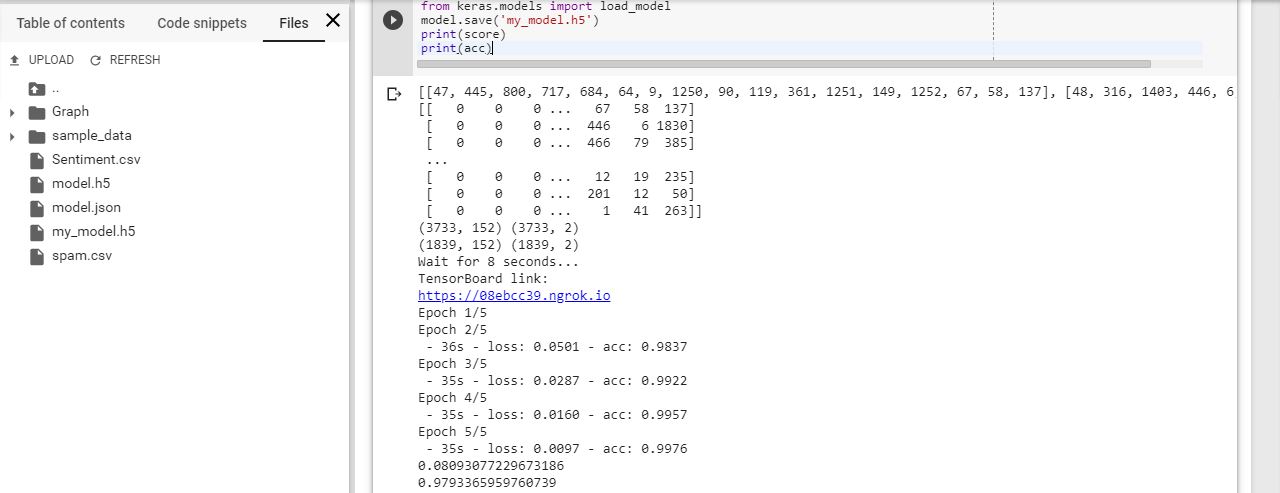 Table of contents Code snippets Files
UPLOAD REFRESH
..
Graph
sample_data
Sentiment.csv
model.h5
model.json
my_model.h5
spam.csv
from keras.models import load_model
model.save('my_model.h5')
print(score)
print(acc)
[[47, 445, 800, 717, 684, 64, 9, 1250, 90, 119, 361, 1251, 149, 1252, 67, 58, 137], [48, 316, 1403, 446, 6
[[ 0 0 0 ... 67 58 137]
[ 0 0 0 ... 446 6 1830]
[ 0 0 0 ... 466 79 385]
...
[ 0 0 0 ... 12 19 235]
[ 0 0 0 ... 201 12 50]
[ 0 0 0 ... 1 41 263]]
(3733, 152) (3733, 2)
(1839, 152) (1839, 2)
Wait for 8 seconds...
TensorBoard link:
https://08ebcc39.ngrok.io
Epoch 1/5
Epoch 2/5
- 36s - loss: 0.0501 - acc: 0.9837
Epoch 3/5
- 35s - loss: 0.0287 - acc: 0.9922
Epoch 4/5
- 35s - loss: 0.0160 - acc: 0.9957
Epoch 5/5
- 35s - loss: 0.0097 - acc: 0.9976
0.08093077229673186
0.9793365959760739